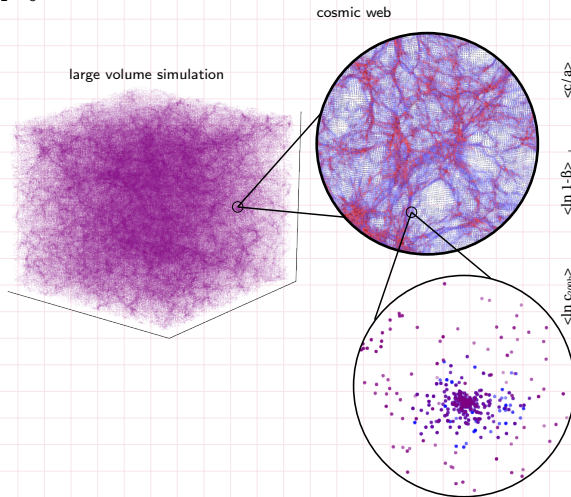 cosmic web
large volume simulation
<c/a>
<ln 1-β>